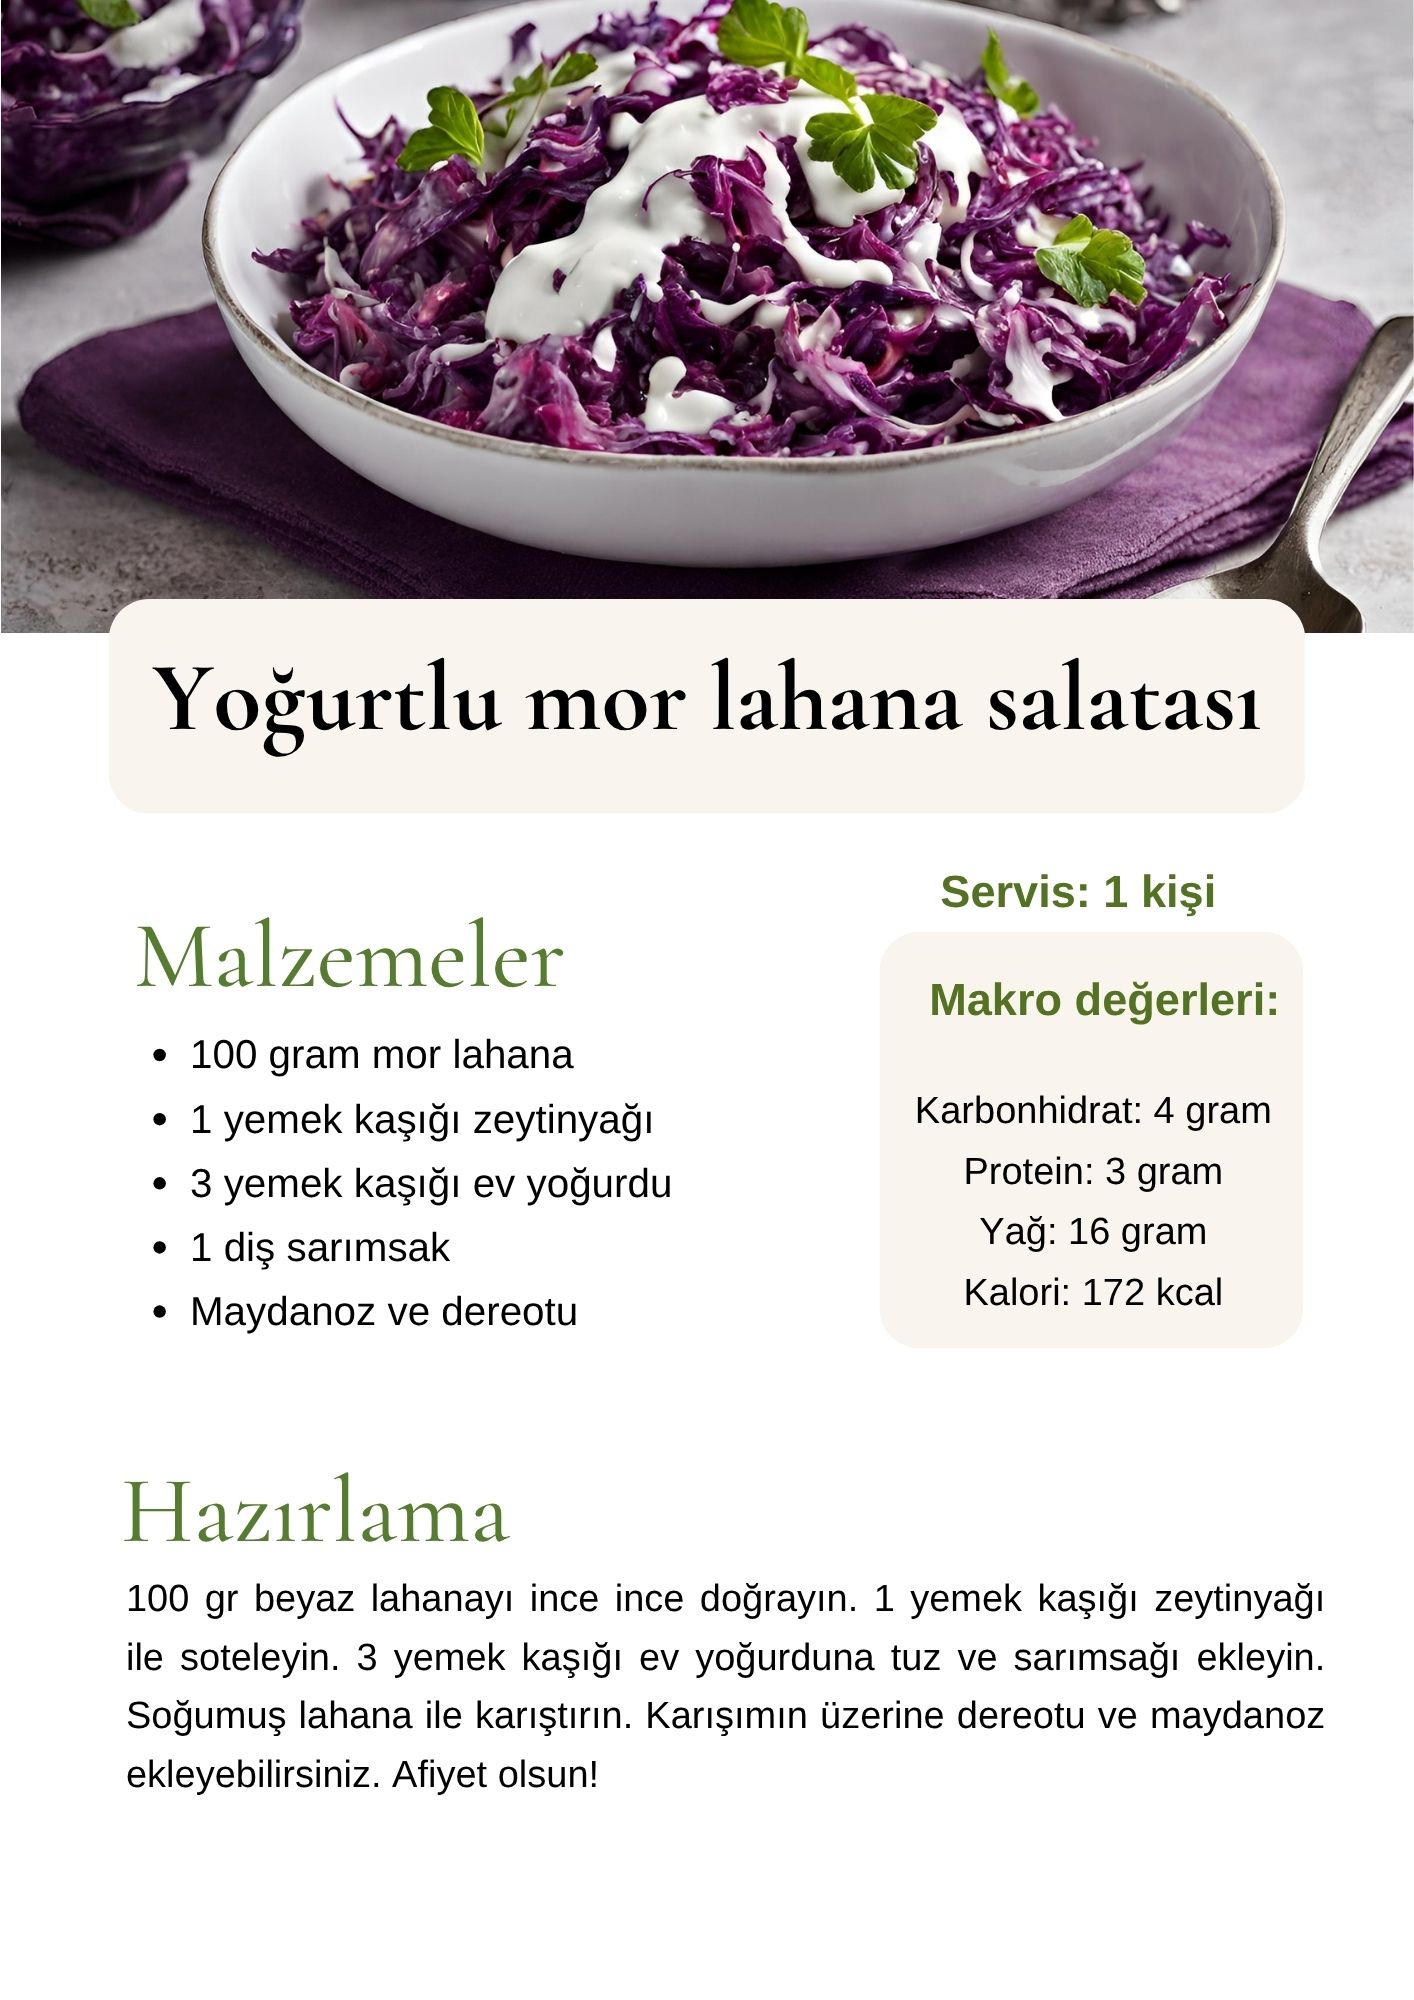 Yoğurtlu mor lahana salatası
Servis: 1 kişi
Malzemeler
• 100 gram mor lahana
• 1 yemek kaşığı zeytinyağı
• 3 yemek kaşığı ev yoğurdu
• 1 diş sarımsak
• Maydanoz ve dereotu
Makro değerleri:
Karbonhidrat: 4 gram
Protein: 3 gram
Yağ: 16 gram
Kalori: 172 kcal
Hazırlama
100 gr beyaz lahanayı ince ince doğrayın. 1 yemek kaşığı zeytinyağı
ile soteleyin. 3 yemek kaşığı ev yoğurduna tuz ve sarımsağı ekleyin.
Soğumuş lahana ile karıştırın. Karışımın üzerine dereotu ve maydanoz
ekleyebilirsiniz. Afiyet olsun!